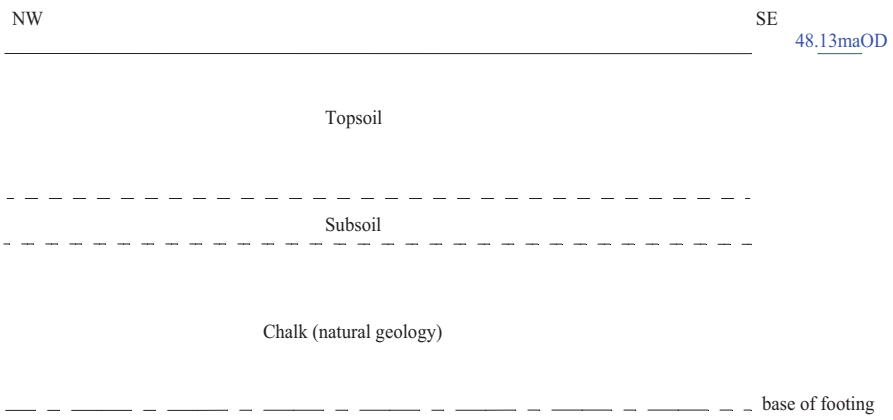 NW
SE
48.13maOD
Topsoil
Subsoil
Chalk (natural geology)
base of footing